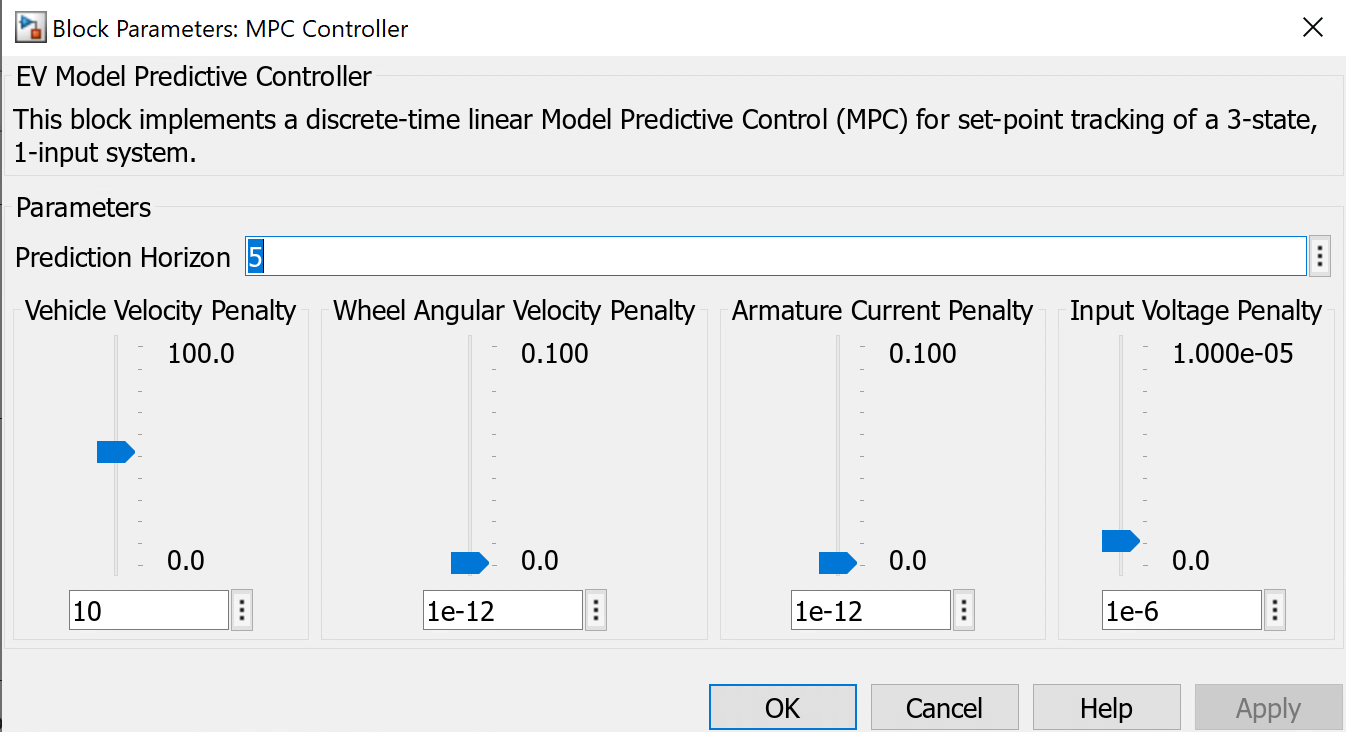 Block Parameters: MPC Controller
EV Model Predictive Controller
This block implements a discrete-time linear Model Predictive Control (MPC) for set-point tracking of a 3-state,
1-input system.
Parameters
Prediction Horizon 5
Vehicle Velocity Penalty Wheel Angular Velocity Penalty Armature Current Penalty Input Voltage Penalty
100.0 0.100 0.100 1.000e-05
0.0 0.0 0.0 0.0
10 1e-12 1e-12 1e-6
OK Cancel Help Apply